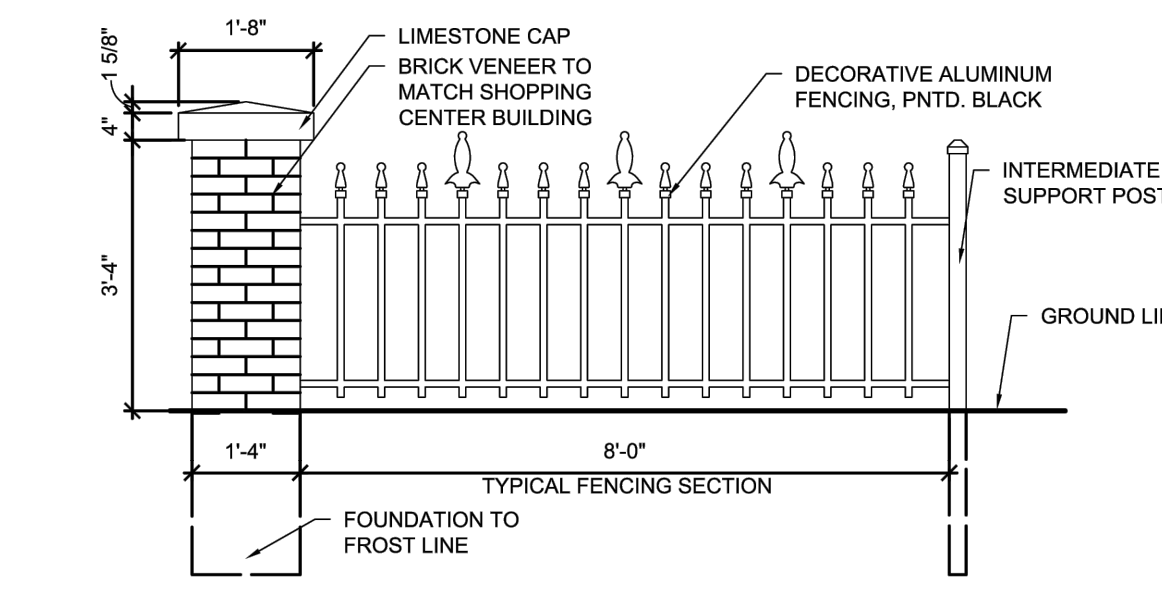 1'-8"
LIMESTONE CAP
BRICK VENEER TO
MATCH SHOPPING
CENTER BUILDING
DECORATIVE ALUMINUM
FENCING, PNTD. BLACK
1 5/8"
4"
INTERMEDIATE
SUPPORT POST
3'-4"
GROUND LI
1'-4"
8'-0"
TYPICAL FENCING SECTION
FOUNDATION TO
FROST LINE